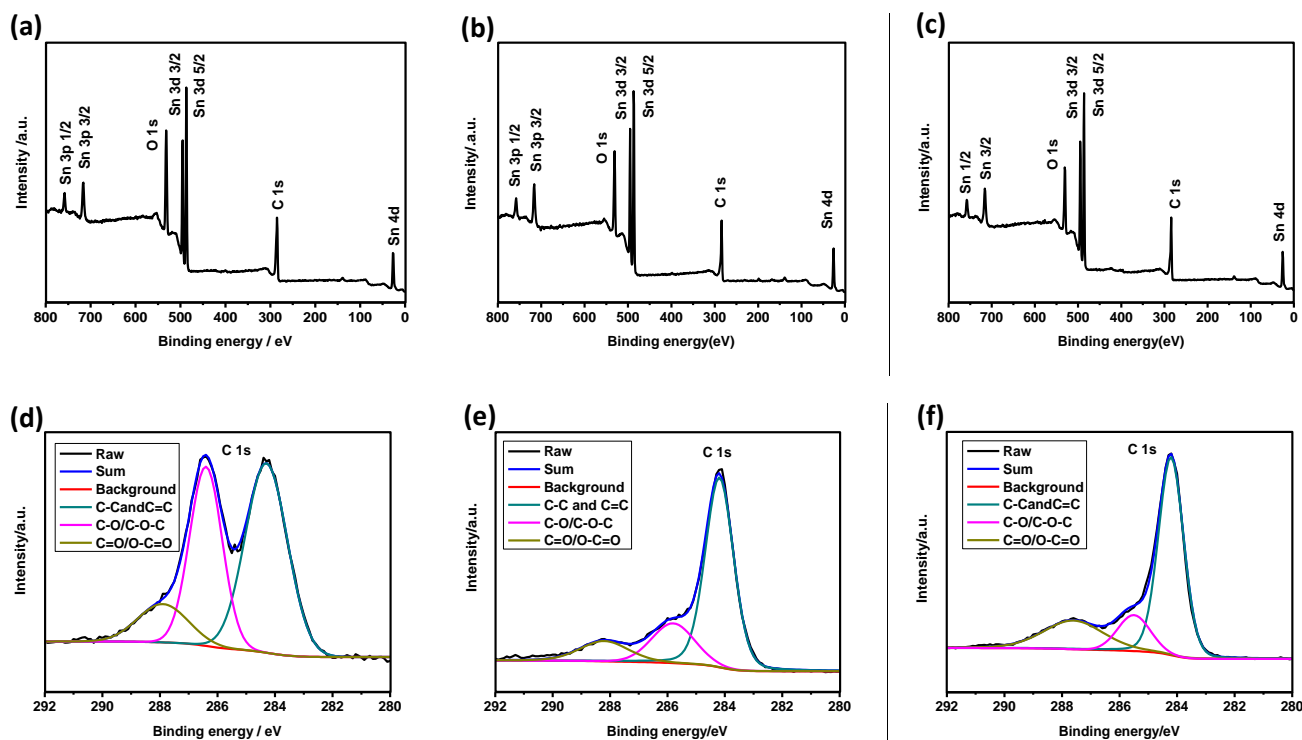 (a)
Intensity /a.u.
Sn 3p 1/2
Sn 3p 3/2
O 1s
Sn 3d 3/2
Sn 3d 5/2
C 1s
Sn 4d
800 700 600 500 400 300 200 100 0
Binding energy / eV
(b)
Intensity/.a.u.
Sn 3p 1/2
Sn 3p 3/2
O 1s
Sn 3d 3/2
Sn 3d 5/2
C 1s
Sn 4d
800 700 600 500 400 300 200 100 0
Binding energy(eV)
(c)
Intensity/a.u.
Sn 1/2
Sn 3/2
O 1s
Sn 3d 3/2
Sn 3d 5/2
C 1s
Sn 4d
800 700 600 500 400 300 200 100 0
Binding energy(eV)
(d)
Intensity/a.u.
Raw
Sum
Background
C-CandC=C
C-O/C-O-C
C=O/O-C=O
C 1s
292 290 288 286 284 282 280
Binding energy / eV
(e)
Intensity/a.u.
Raw
Sum
Background
C-C and C=C
C-O/C-O-C
C=O/O-C=O
C 1s
292 290 288 286 284 282 280
Binding energy/eV
(f)
Intensity/a.u.
Raw
Sum
Background
C-CandC=C
C-O/C-O-C
C=O/O-C=O
C 1s
292 290 288 286 284 282 280
Binding energy/eV